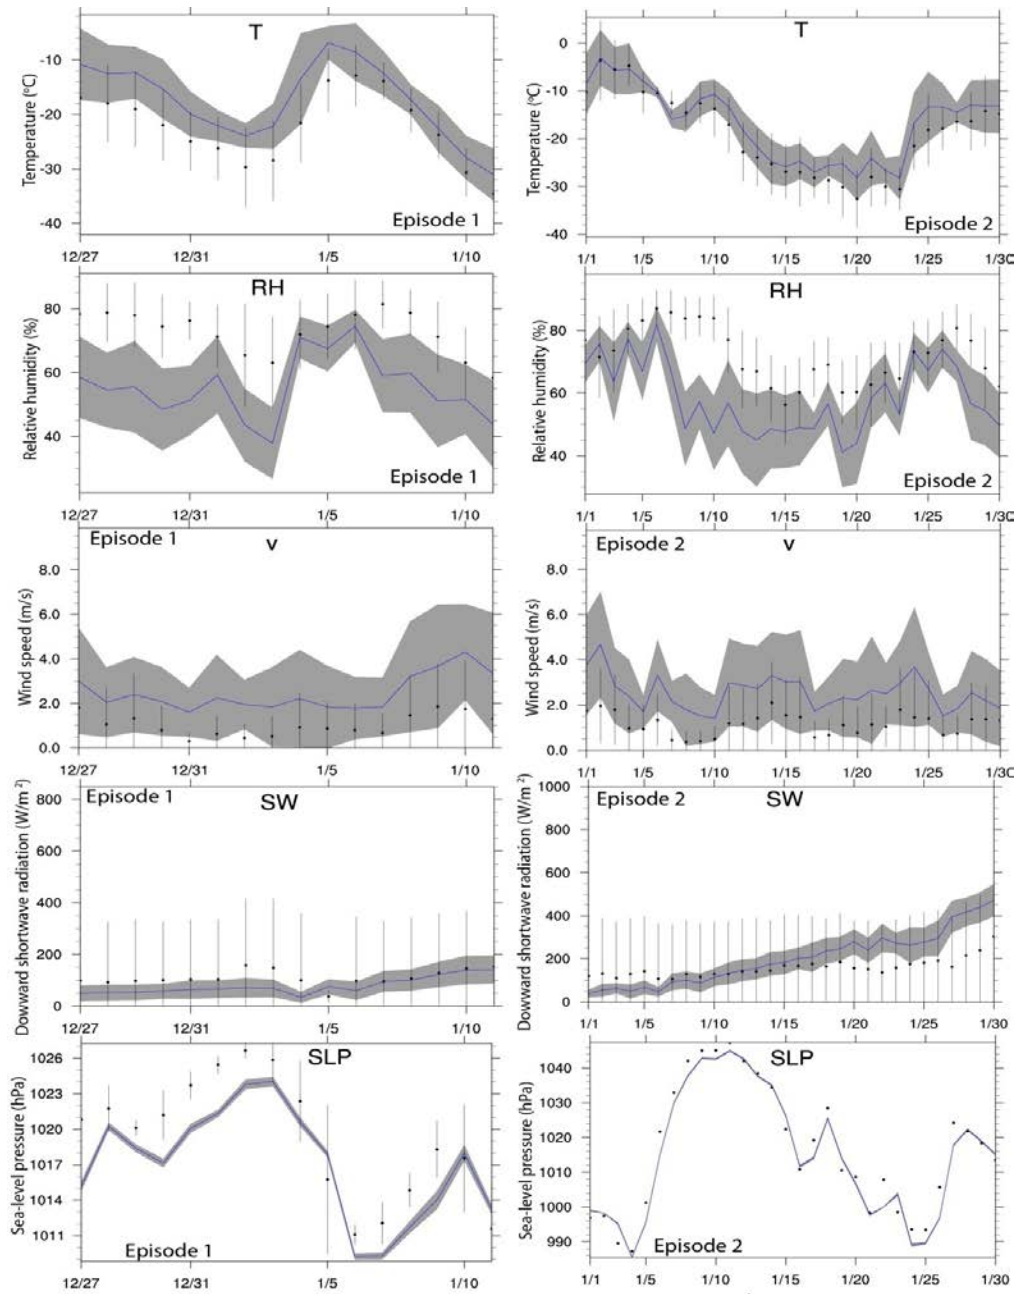 T
Temperature (°C)
-10
-20
-30
-40
Episode 1
12/27 12/31 1/5 1/10
T
Temperature (°C)
0
-10
-20
-30
-40
Episode 2
1/1 1/5 1/10 1/15 1/20 1/25 1/30
RH
Relative humidity (%)
80
60
40
Episode 1
12/27 12/31 1/5 1/10
RH
Relative humidity (%)
80
60
40
Episode 2
1/1 1/5 1/10 1/15 1/20 1/25 1/30
Episode 1
v
Wind speed (m/s)
8.0
6.0
4.0
2.0
0.0
12/27 12/31 1/5 1/10
Episode 2
v
Wind speed (m/s)
8.0
6.0
4.0
2.0
0.0
1/1 1/5 1/10 1/15 1/20 1/25 1/30
Episode 1
SW
Dowward shortwave radiation (W/m²)
800
600
400
200
0
12/27 12/31 1/5 1/10
Episode 2
SW
Dowward shortwave radiation (W/m²)
1000
800
600
400
200
0
1/1 1/5 1/10 1/15 1/20 1/25 1/30
SLP
Sea-level pressure (hPa)
1026
1023
1020
1017
1014
1011
Episode 1
12/27 12/31 1/5 1/10
SLP
Sea-level pressure (hPa)
1040
1030
1020
1010
1000
990
Episode 2
1/1 1/5 1/10 1/15 1/20 1/25 1/30